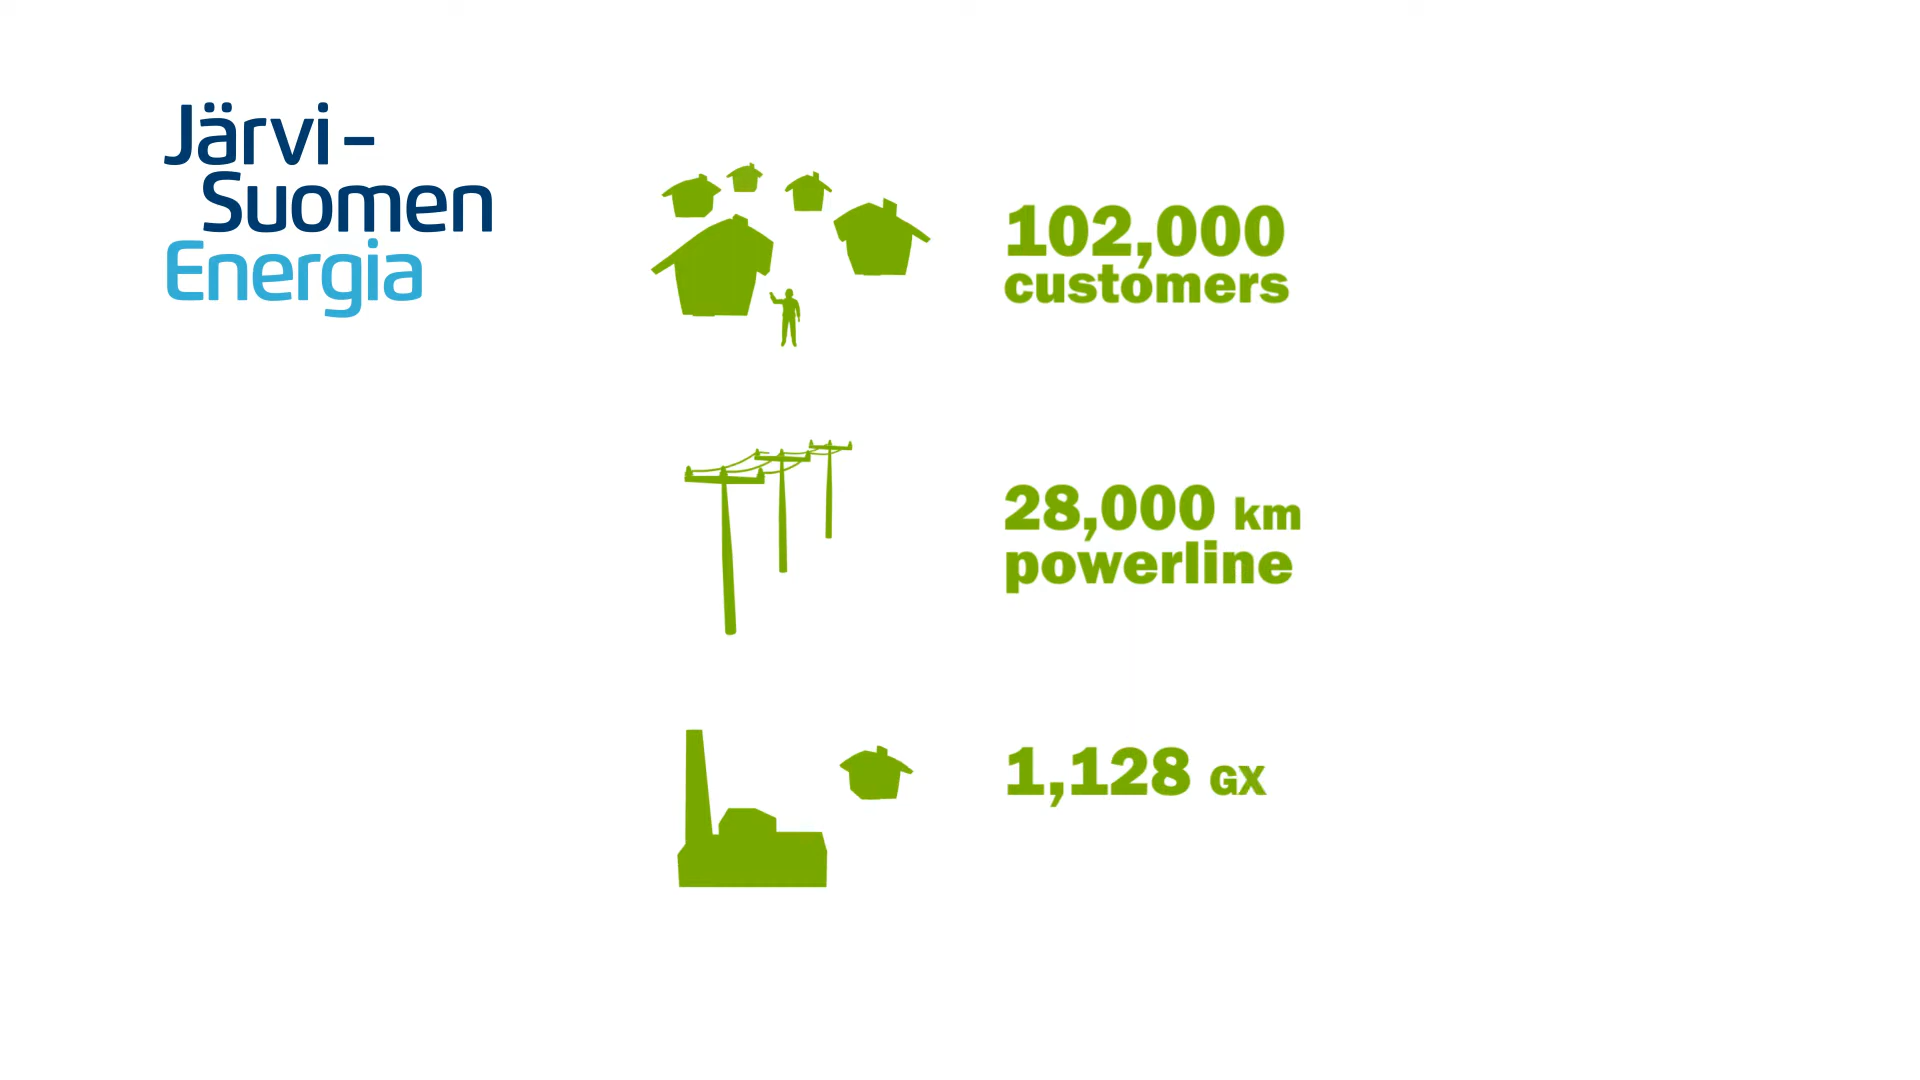 Järvi-
Suomen
Energia
102,000
customers
28,000 km
powerline
1,128 GX